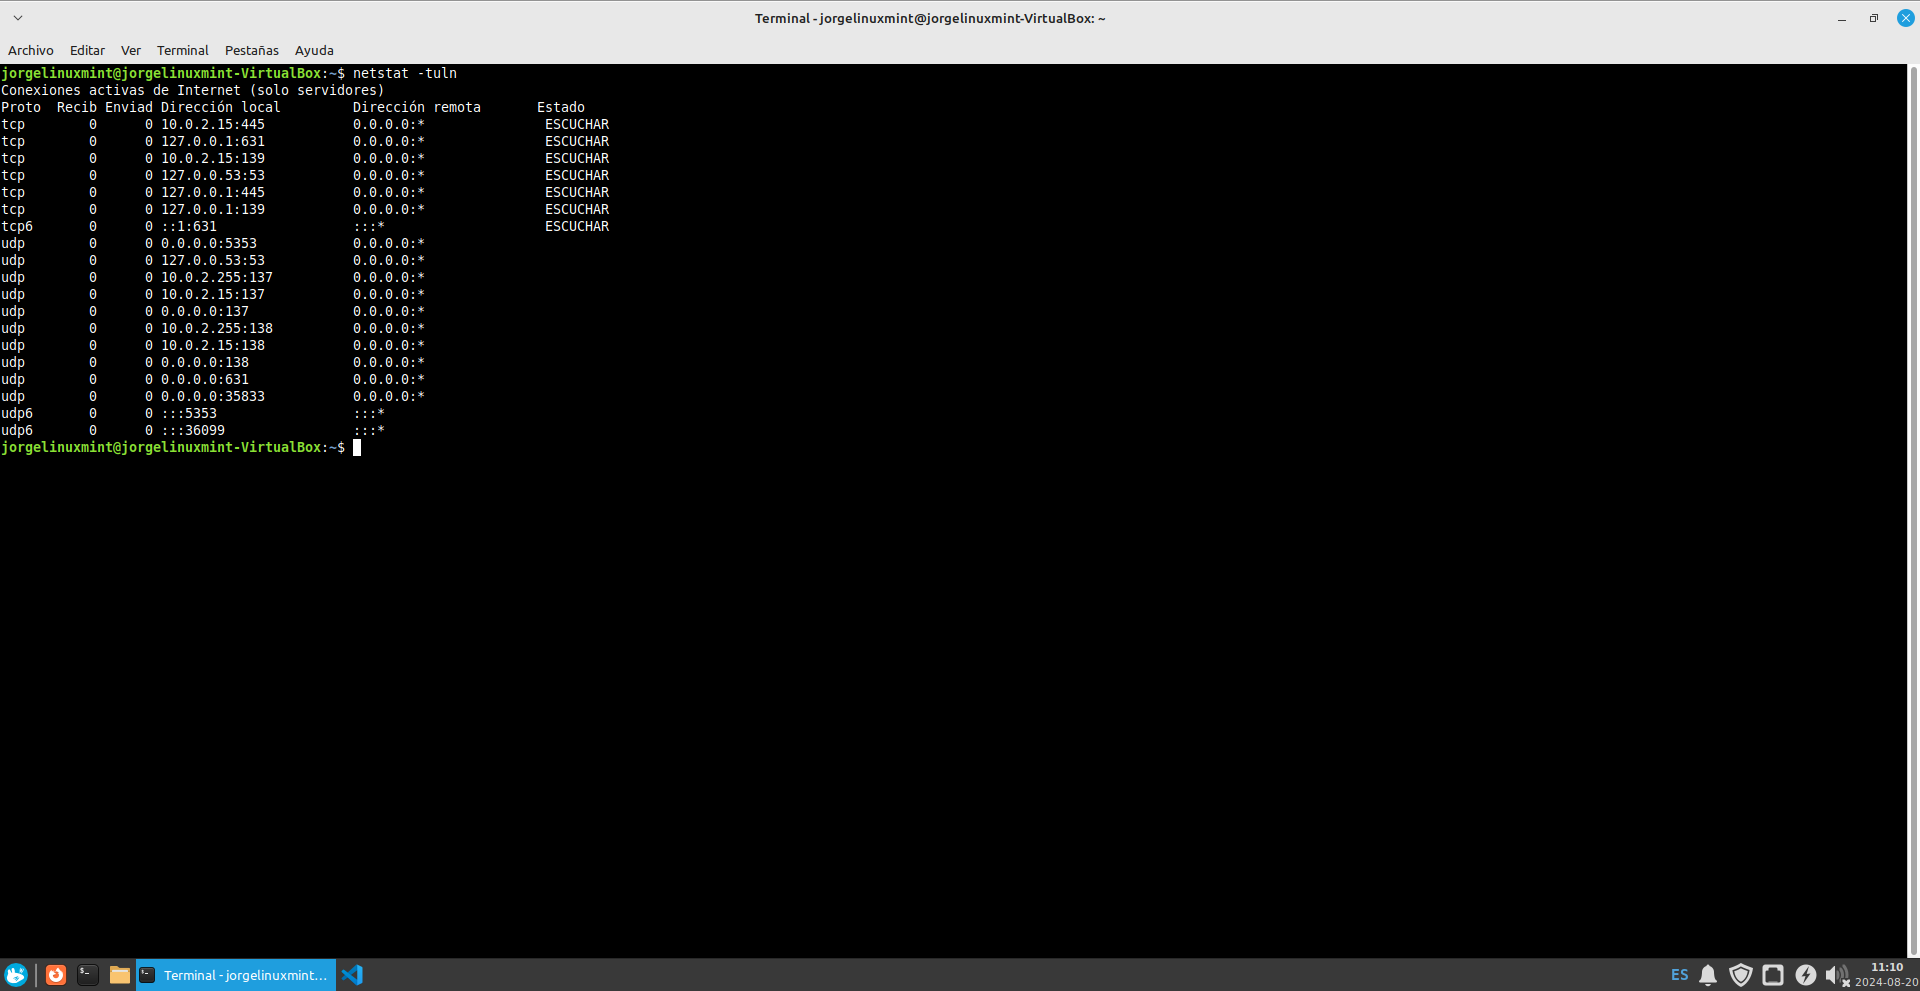 Terminal - jorgelinuxmint@jorgelinuxmint-VirtualBox: ~
Archivo Editar Ver Terminal Pestañas Ayuda
jorgelinuxmint@jorgelinuxmint-VirtualBox:~$ netstat -tuln
Conexiones activas de Internet (solo servidores)
Proto  Recib Enviad Dirección local         Dirección remota       Estado
tcp        0      0 10.0.2.15:445           0.0.0.0:*               ESCUCHAR
tcp        0      0 127.0.0.1:631           0.0.0.0:*               ESCUCHAR
tcp        0      0 10.0.2.15:139           0.0.0.0:*               ESCUCHAR
tcp        0      0 127.0.0.53:53           0.0.0.0:*               ESCUCHAR
tcp        0      0 127.0.0.1:445           0.0.0.0:*               ESCUCHAR
tcp        0      0 127.0.0.1:139           0.0.0.0:*               ESCUCHAR
tcp6       0      0 ::1:631                 :::*                    ESCUCHAR
udp        0      0 0.0.0.0:5353            0.0.0.0:*
udp        0      0 127.0.0.53:53           0.0.0.0:*
udp        0      0 10.0.2.255:137          0.0.0.0:*
udp        0      0 10.0.2.15:137           0.0.0.0:*
udp        0      0 0.0.0.0:137             0.0.0.0:*
udp        0      0 10.0.2.255:138          0.0.0.0:*
udp        0      0 10.0.2.15:138           0.0.0.0:*
udp        0      0 0.0.0.0:138             0.0.0.0:*
udp        0      0 0.0.0.0:631             0.0.0.0:*
udp        0      0 0.0.0.0:35833           0.0.0.0:*
udp6       0      0 :::5353                 :::*
udp6       0      0 :::36099                :::*
jorgelinuxmint@jorgelinuxmint-VirtualBox:~$
Terminal - jorgelinuxmint...
ES
11:10
2024-08-20